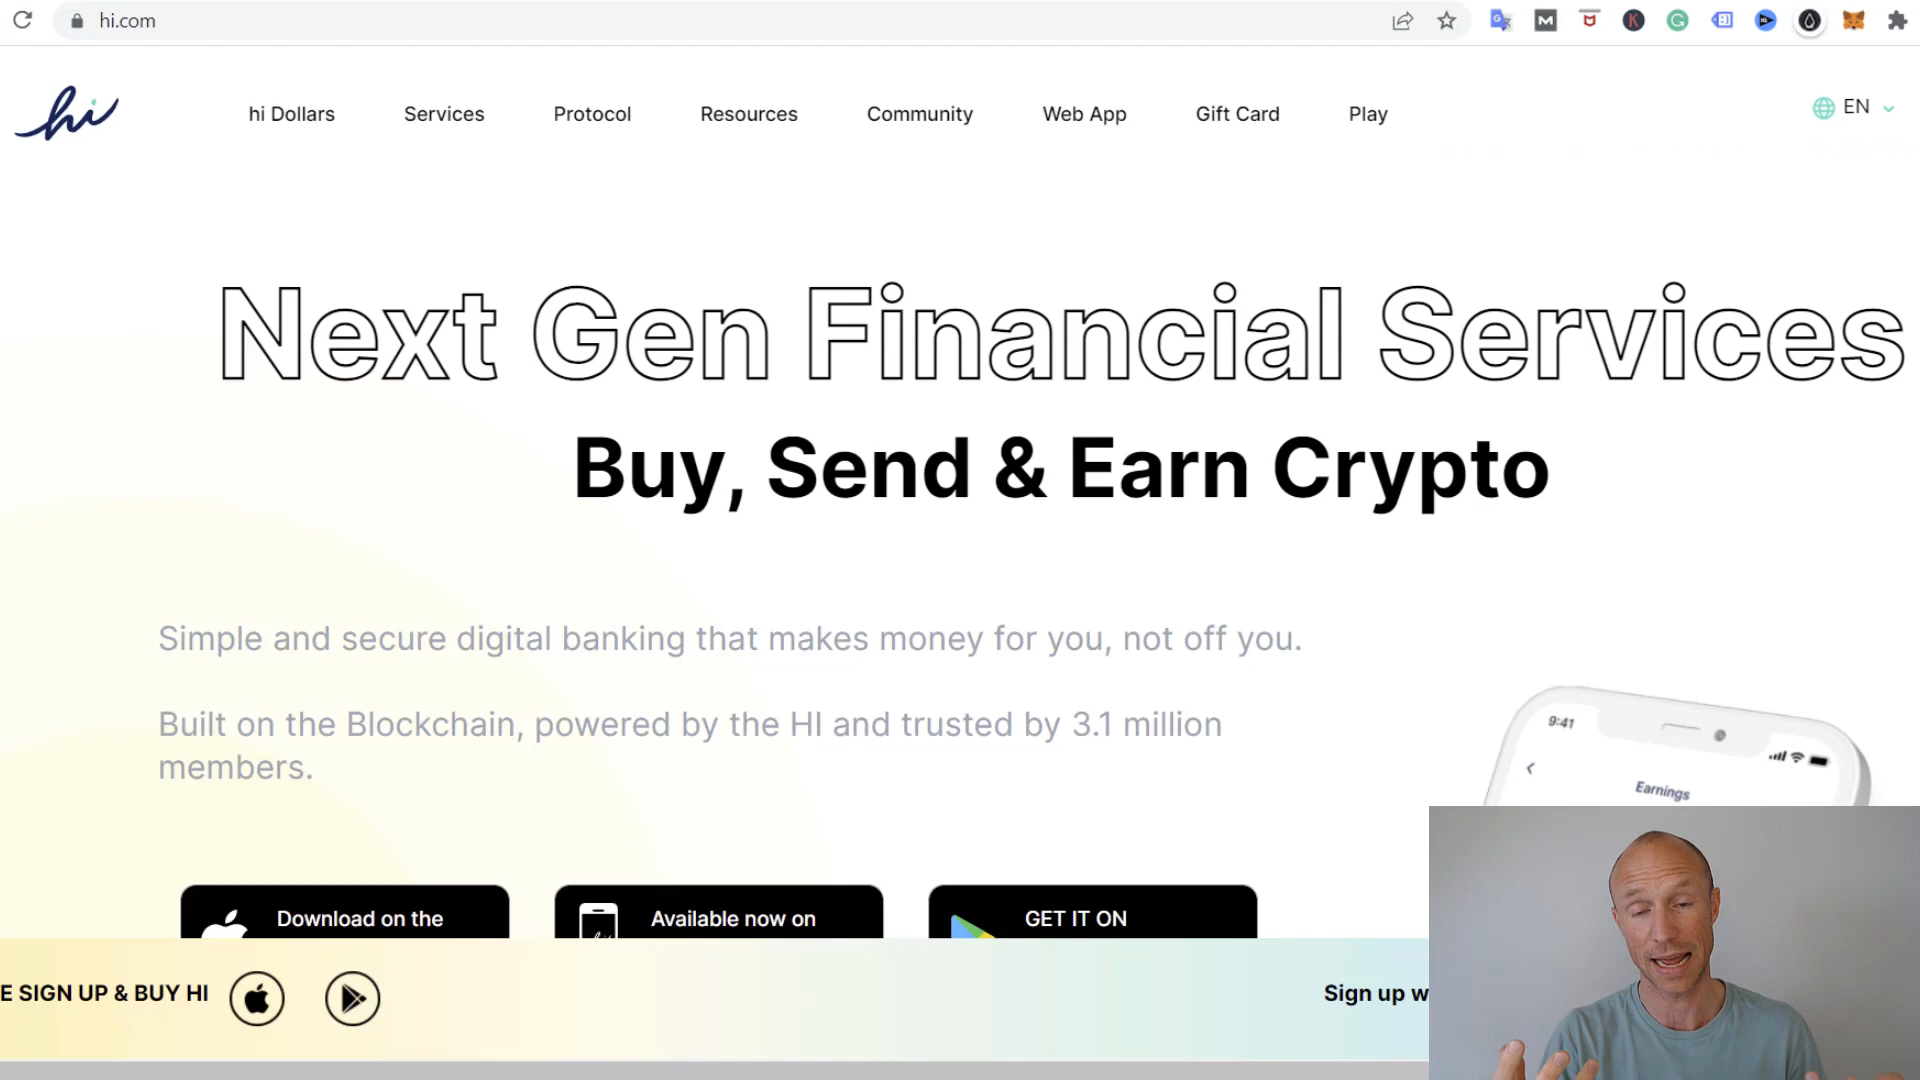 hi.com
hi
hi Dollars
Services
Protocol
Resources
Community
Web App
Gift Card
Play
EN
Next Gen Financial Services
Buy, Send & Earn Crypto
Simple and secure digital banking that makes money for you, not off you.
Built on the Blockchain, powered by the HI and trusted by 3.1 million
members.
9:41
Earnings
Download on the
Available now on
GET IT ON
E SIGN UP & BUY HI
Sign up w